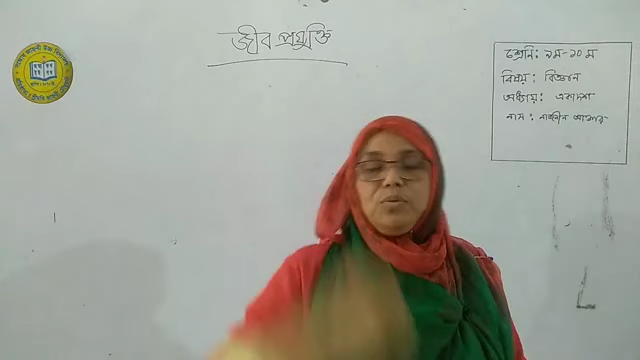 জীব প্রযুক্তি
শ্রেনি: ৯ম-১০ম
বিষয়: বিজ্ঞান
অধ্যায়: একাদশ
নাম: